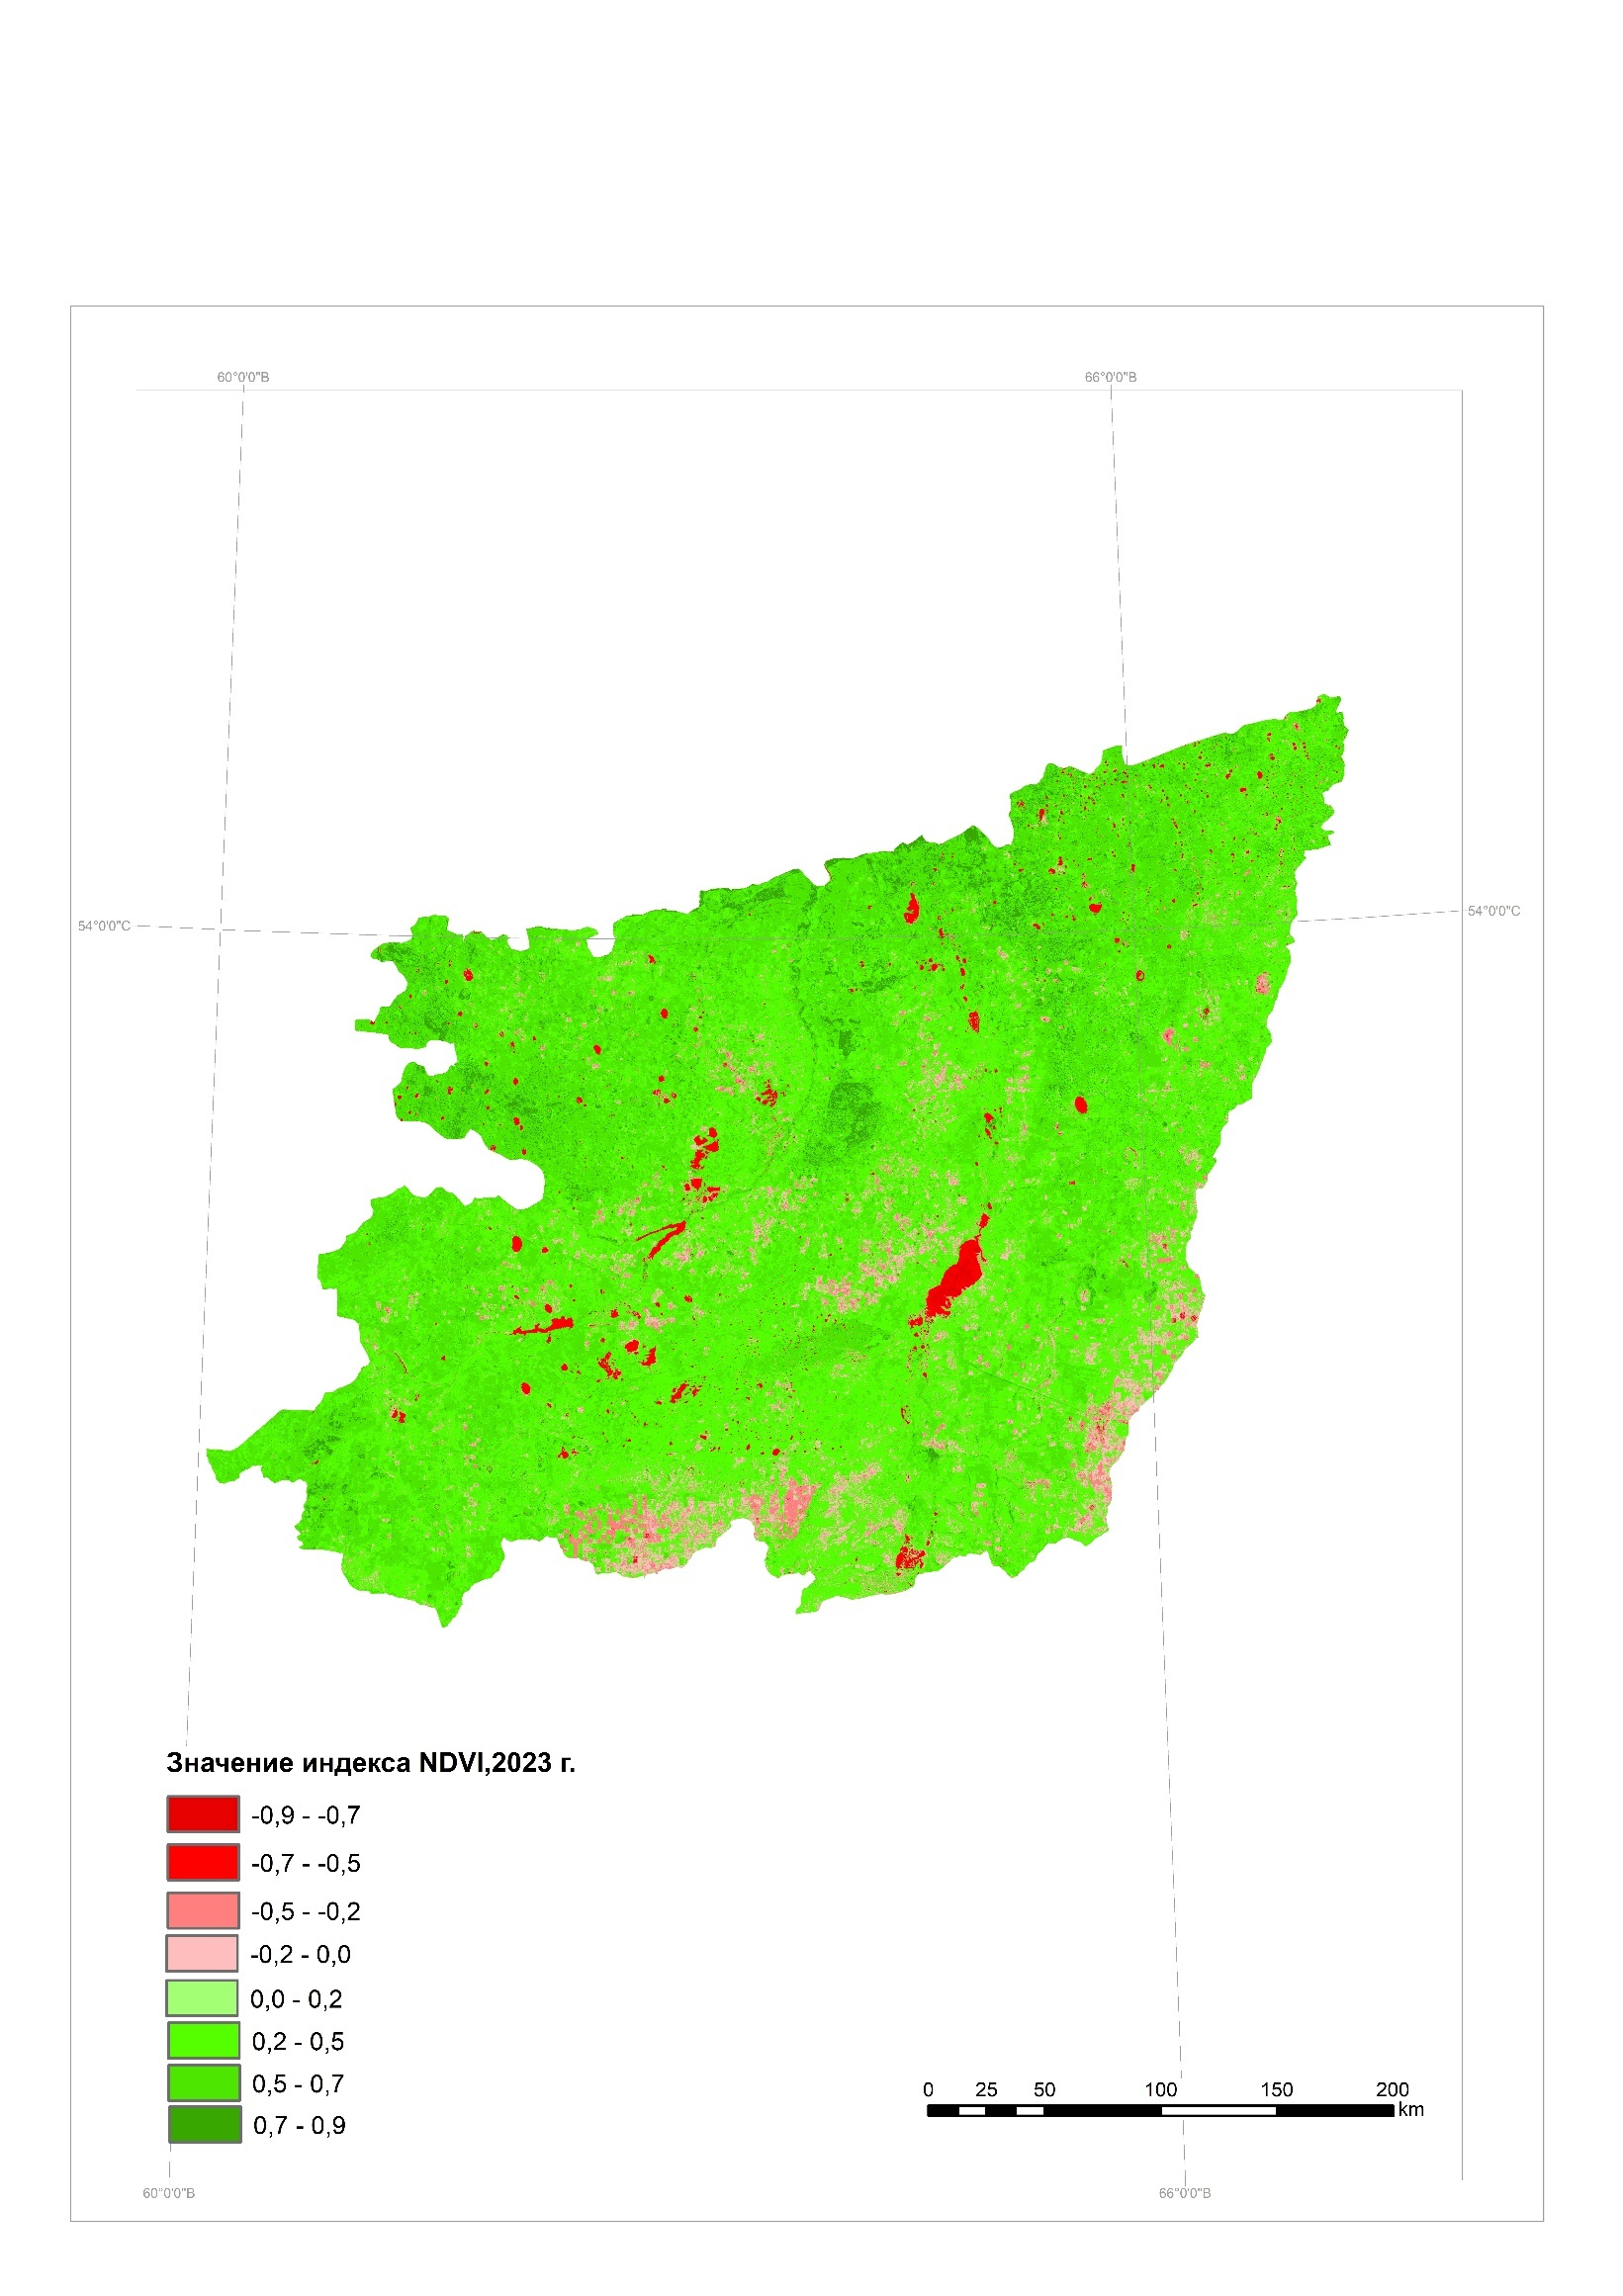 60°0'0"В 66°0'0"В
54°0'0"С 54°0'0"С
Значение индекса NDVI,2023 г.
-0,9 - -0,7
-0,7 - -0,5
-0,5 - -0,2
-0,2 - 0,0
0,0 - 0,2
0,2 - 0,5
0,5 - 0,7
0,7 - 0,9
0 25 50 100 150 200
km
60°0'0"В 66°0'0"В